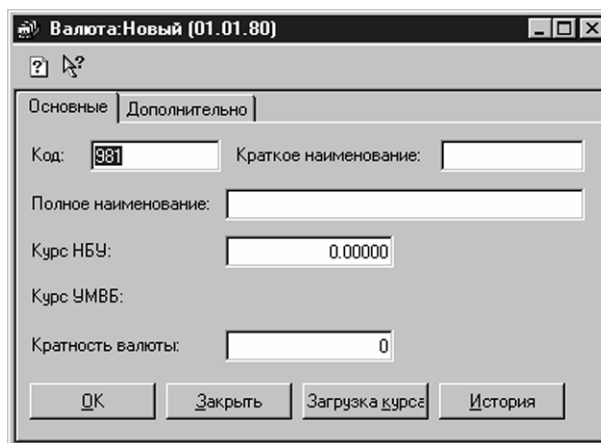 Валюта:Новый (01.01.80)
Основные Дополнительно
Код: 981 Краткое наименование:
Полное наименование:
Курс НБУ: 0.00000
Курс УМВБ:
Кратность валюты: 0
OK Закрыть Загрузка курса История